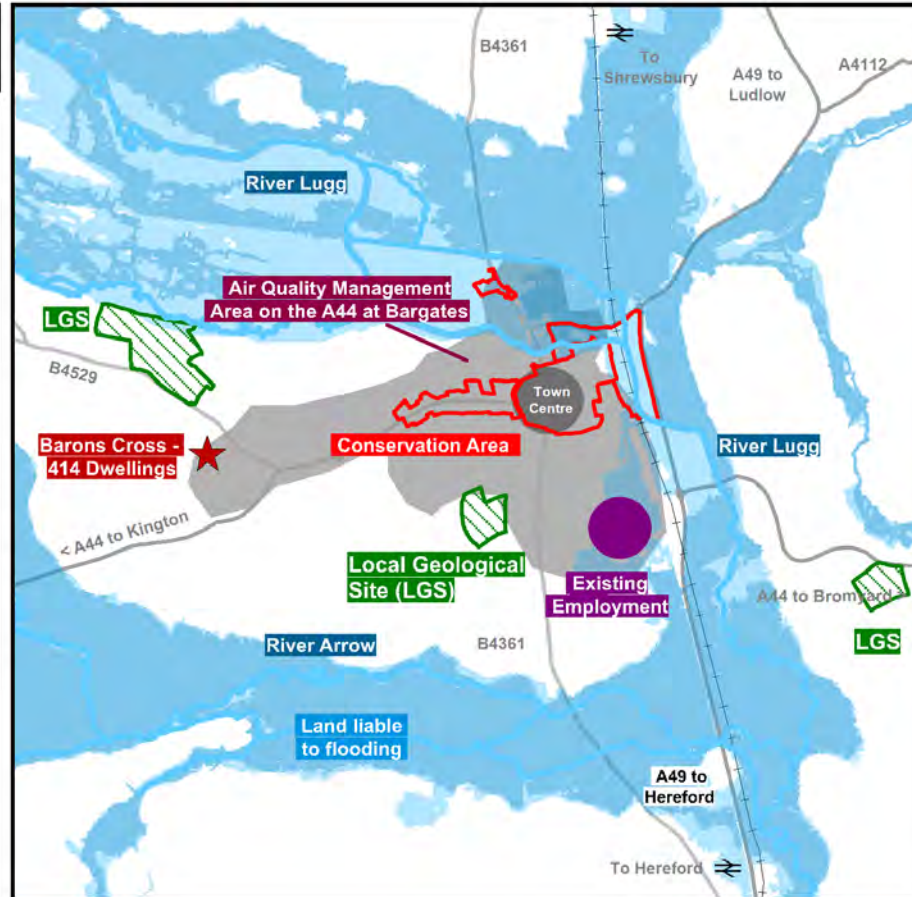 B4361
To
Shrewsbury
A49 to
Ludlow
A4112
River Lugg
Air Quality Management
Area on the A44 at Bargates
LGS
B4529
Town
Centre
Barons Cross -
414 Dwellings
Conservation Area
River Lugg
< A44 to Kington
Local Geological
Site (LGS)
Existing
Employment
A44 to Bromyard >
LGS
River Arrow
B4361
Land liable
to flooding
A49 to
Hereford
To Hereford